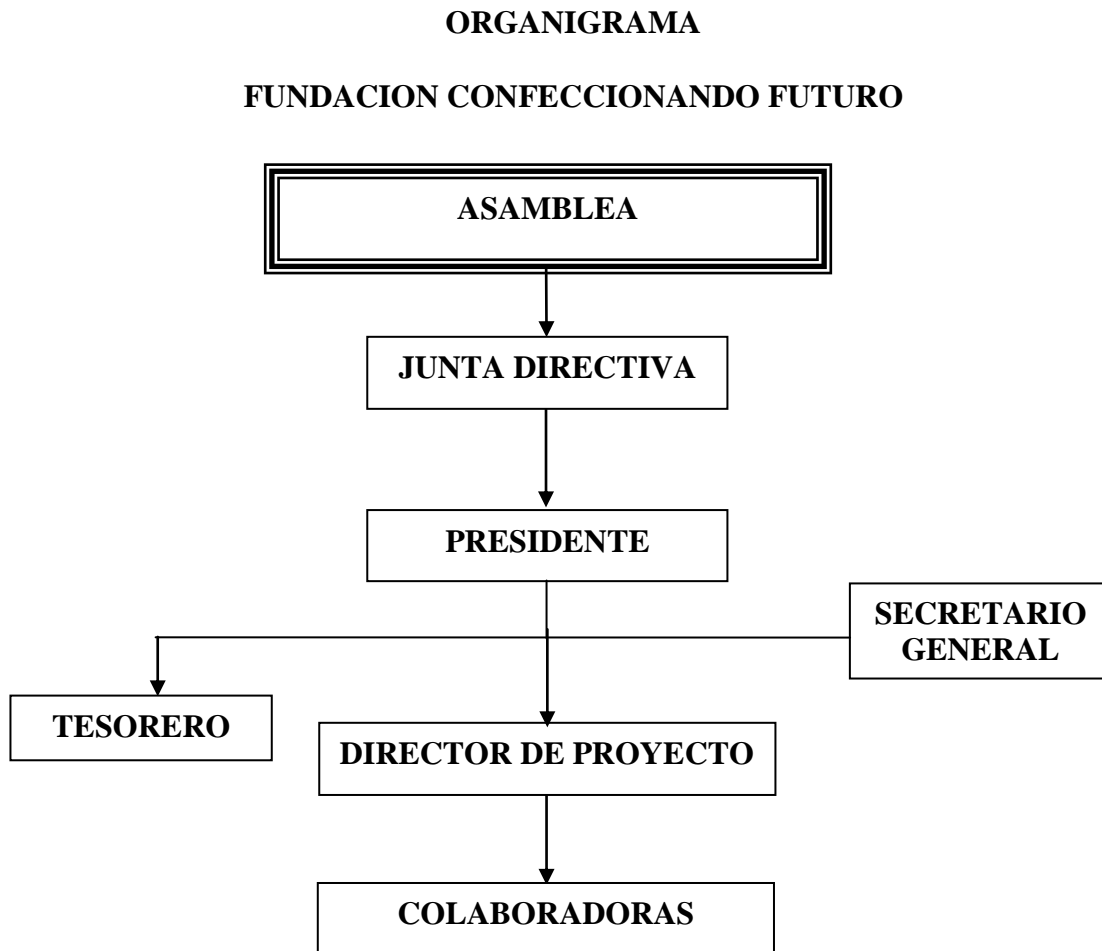 ORGANIGRAMA
FUNDACION CONFECCIONANDO FUTURO
ASAMBLEA
JUNTA DIRECTIVA
PRESIDENTE
SECRETARIO
GENERAL
TESORERO
DIRECTOR DE PROYECTO
COLABORADORAS